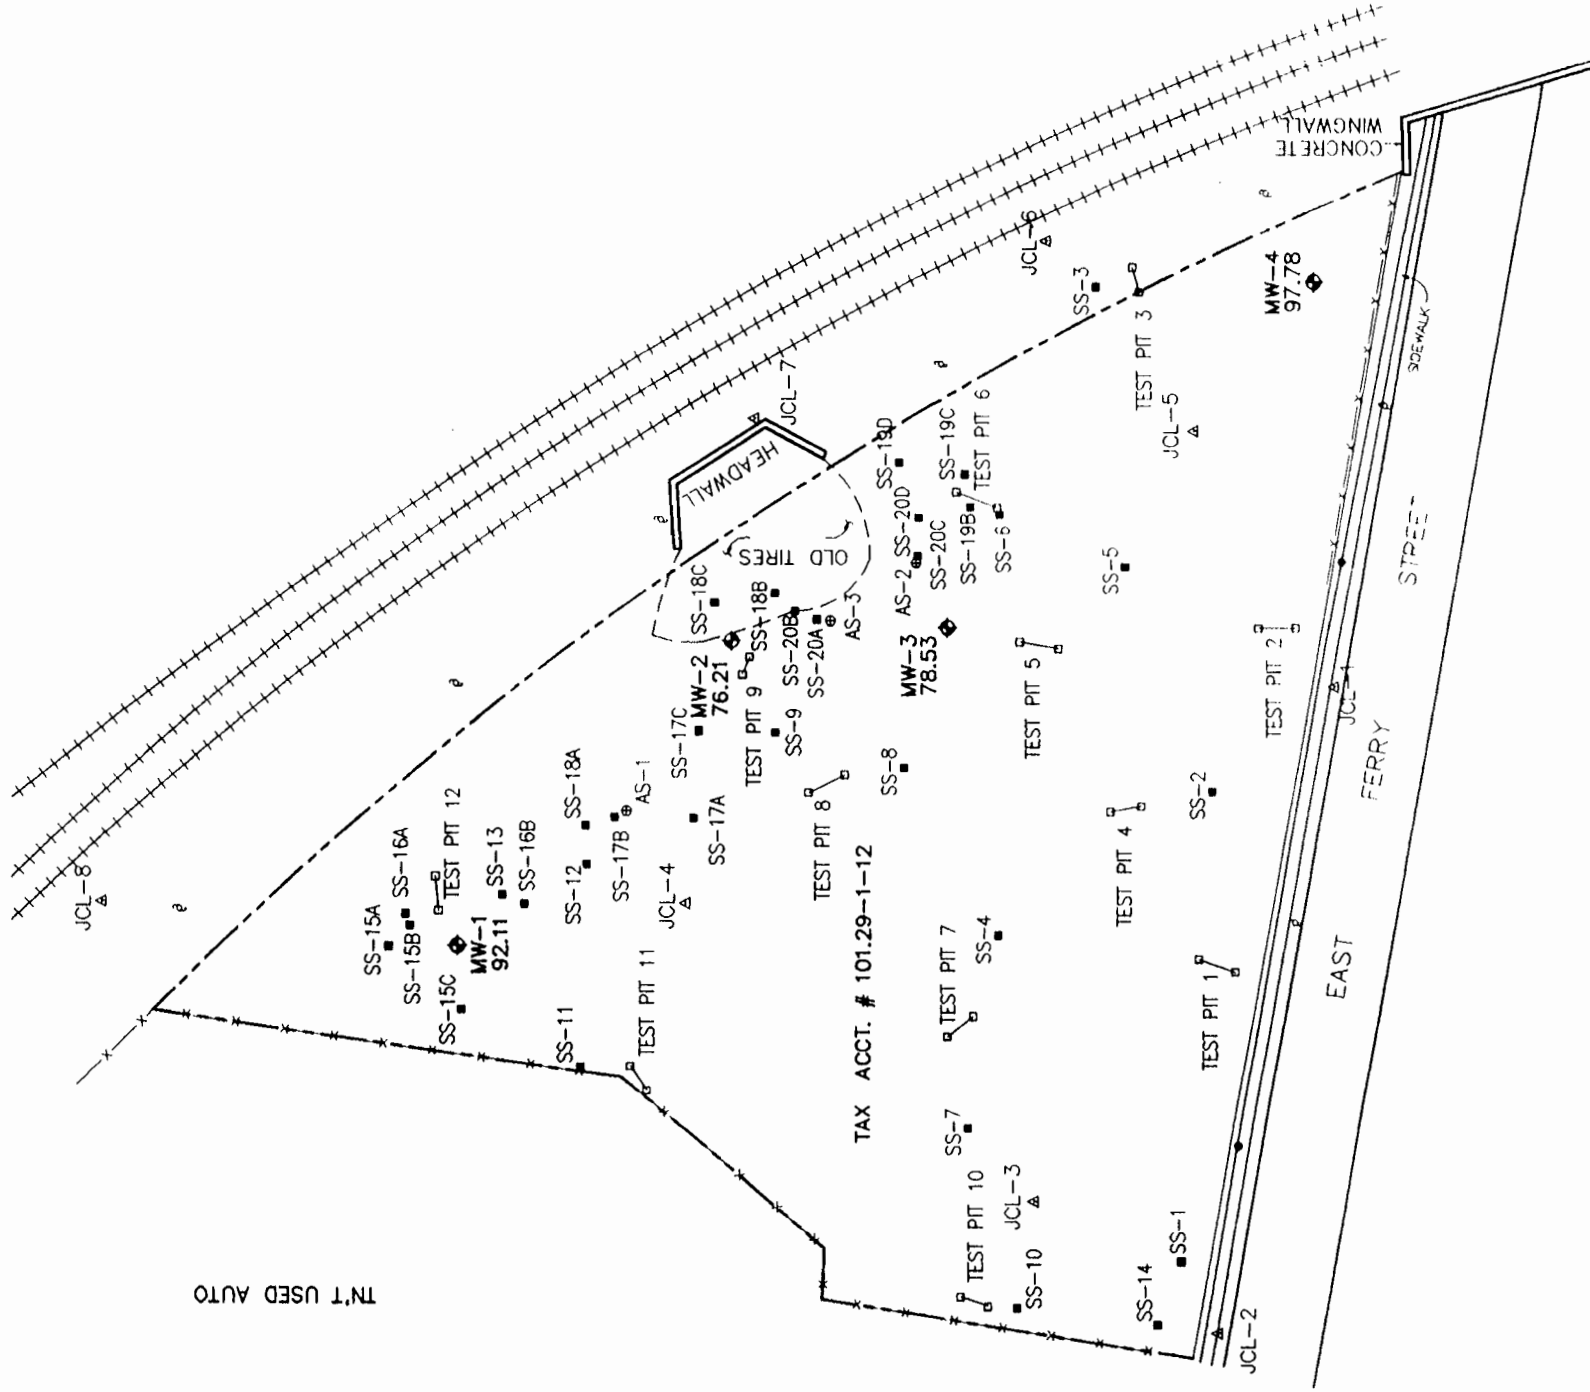 CONCRETE
WINGWALL
JCL-6
SS-3
TEST PIT 3
MW-4
97.78
SIDEWALK
JCL-7
HEADWALL
OLD TIRES
JCL-5
SS-19D
SS-19C
TEST PIT 6
SS-20D
AS-2
SS-20C
SS-19B
SS-6
SS-5
STREET
SS-18C
SS-18B
SS-20B
SS-20A
AS-3
MW-2
76.21
TEST PIT 9
SS-9
MW-3
78.53
TEST PIT 5
TEST PIT 2
JCL-1
FERRY
SS-17C
SS-18A
AS-1
SS-17A
SS-17B
SS-12
TEST PIT 8
SS-8
TEST PIT 4
SS-2
JCL-8
SS-16A
TEST PIT 12
SS-13
SS-16B
SS-15A
SS-15B
SS-15C
MW-1
92.11
JCL-4
TEST PIT 11
SS-11
TAX ACCT. # 101.29-1-12
TEST PIT 7
SS-4
TEST PIT 1
EAST
SS-7
TEST PIT 10
JCL-3
SS-10
SS-14
SS-1
JCL-2
TN'T USED AUTO